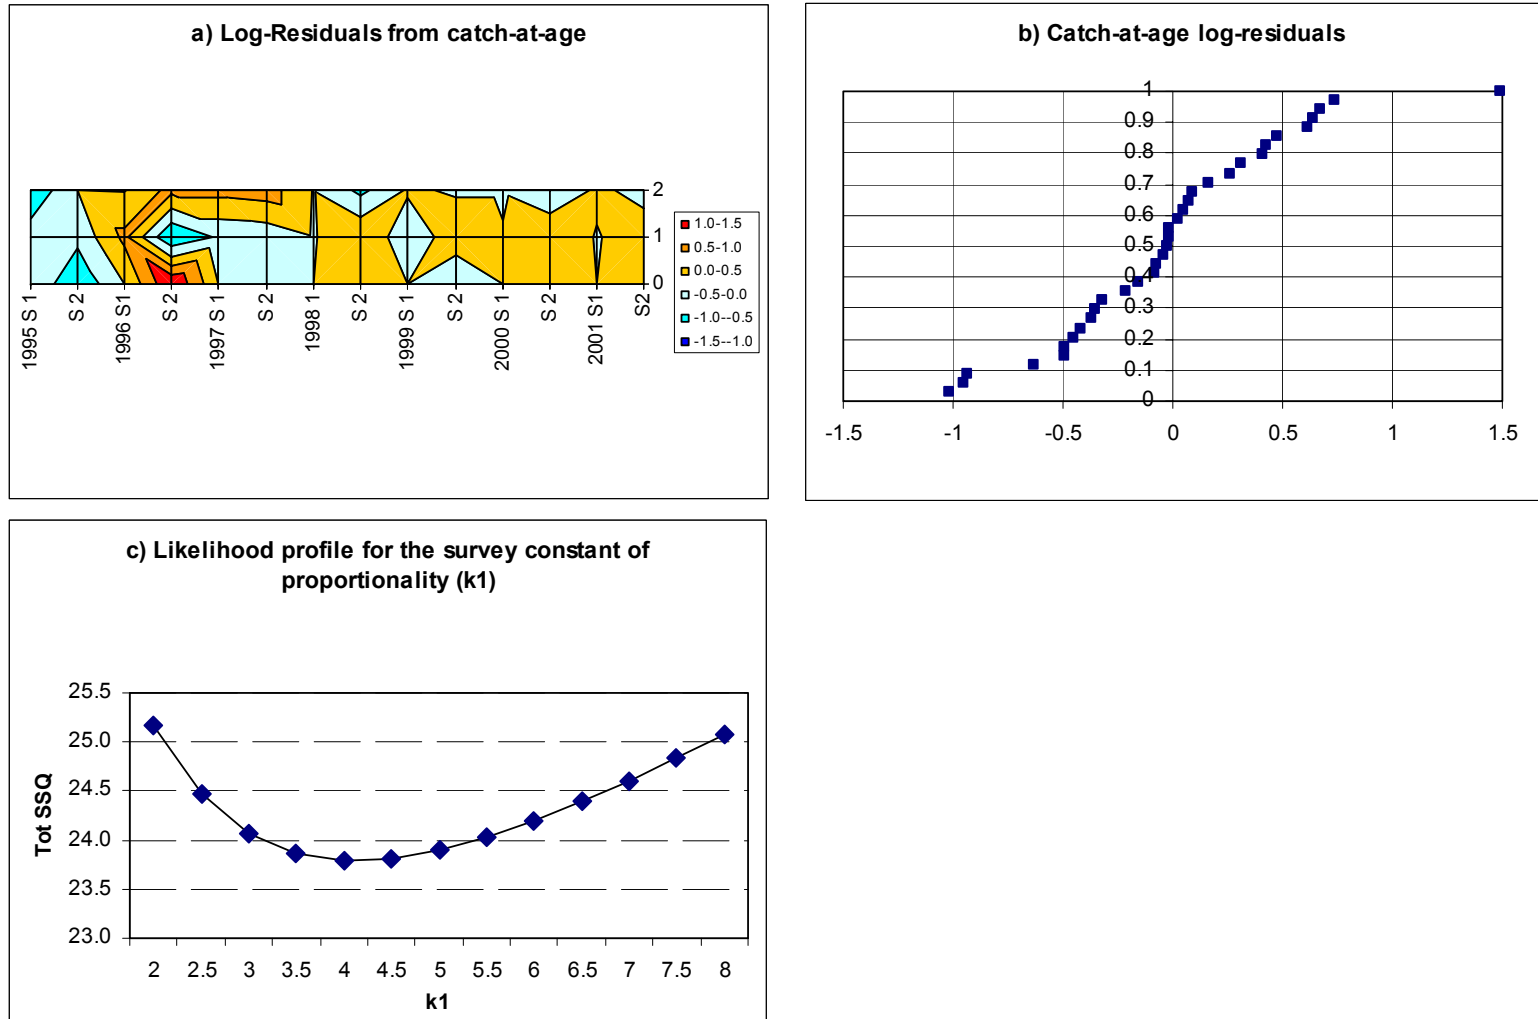 a) Log-Residuals from catch-at-age
2
1
0
1995 S 1
S 2
1996 S1
S 2
1997 S 1
S 2
1998 1
S 2
1999 S 1
S 2
2000 S 1
S 2
2001 S1
S2
1.0-1.5
0.5-1.0
0.0-0.5
-0.5-0.0
-1.0--0.5
-1.5--1.0
b) Catch-at-age log-residuals
1
0.9
0.8
0.7
0.6
0.5
0.4
0.3
0.2
0.1
0
-1.5 -1 -0.5 0 0.5 1 1.5
c) Likelihood profile for the survey constant of
proportionality (k1)
Tot SSQ
25.5
25.0
24.5
24.0
23.5
23.0
2 2.5 3 3.5 4 4.5 5 5.5 6 6.5 7 7.5 8
k1